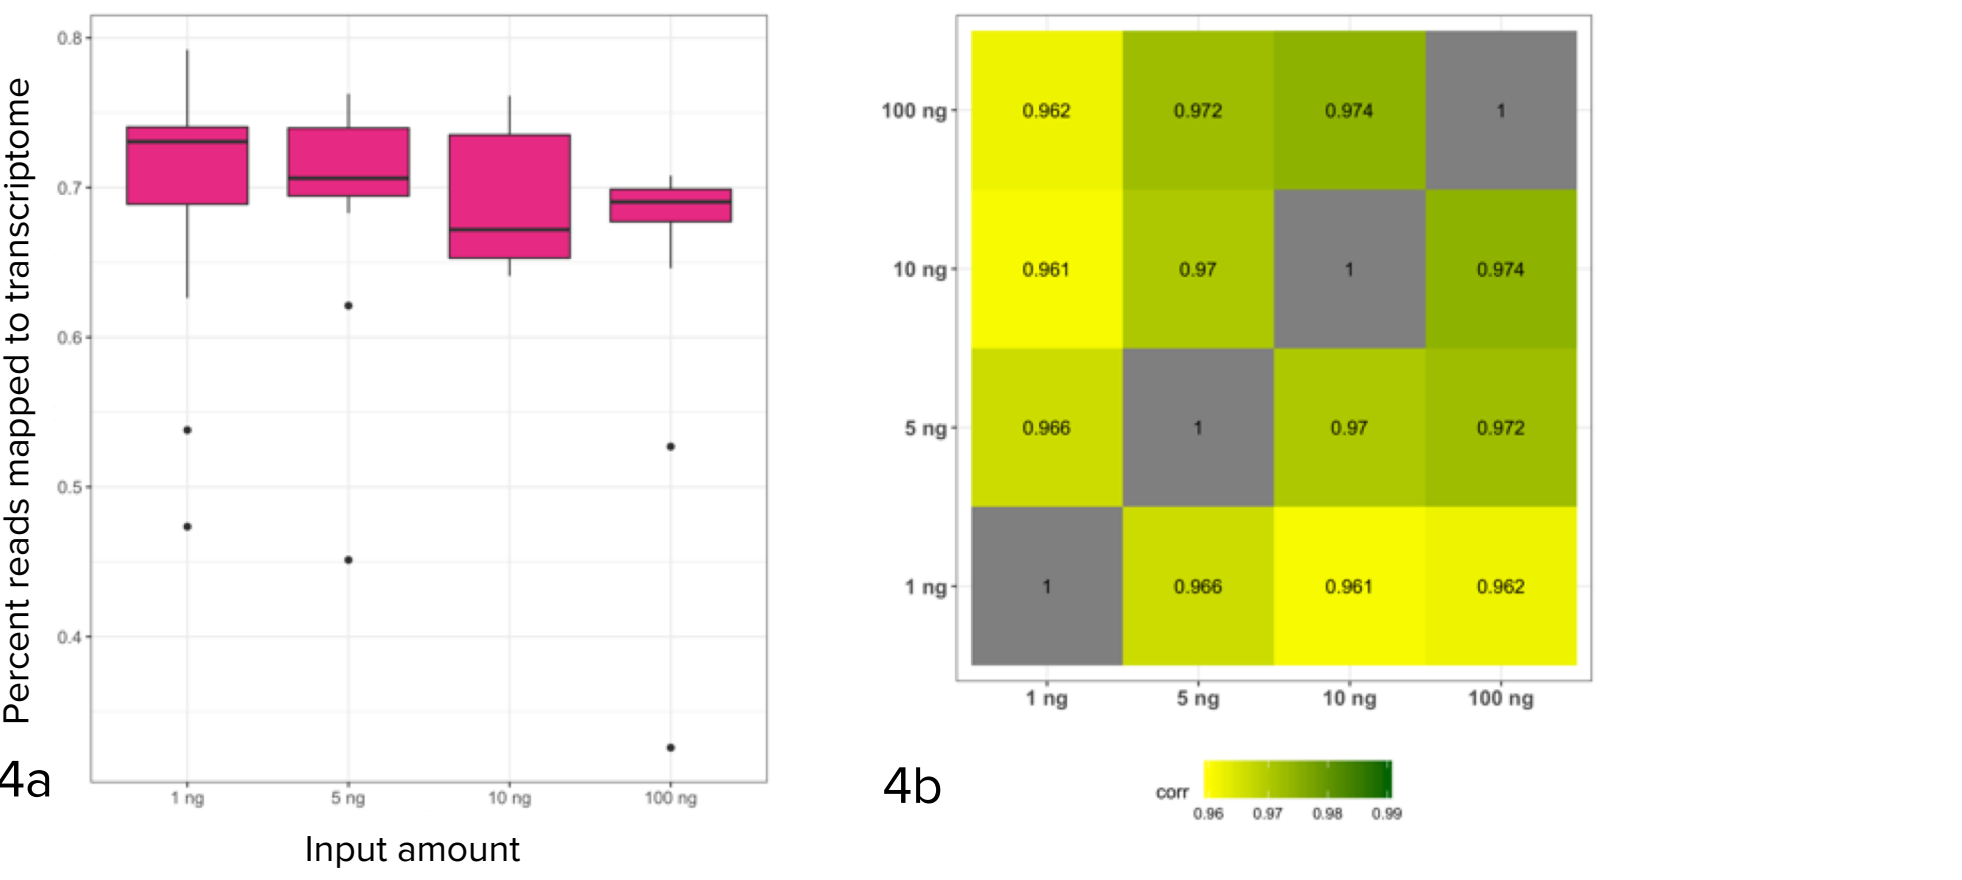 Percent reads mapped to transcriptome
0.8
0.7
0.6
0.5
0.4
1 ng 5 ng 10 ng 100 ng
Input amount
4a
100 ng 0.962 0.972 0.974 1
10 ng 0.961 0.97 1 0.974
5 ng 0.966 1 0.97 0.972
1 ng 1 0.966 0.961 0.962
1 ng 5 ng 10 ng 100 ng
4b
corr
0.96 0.97 0.98 0.99